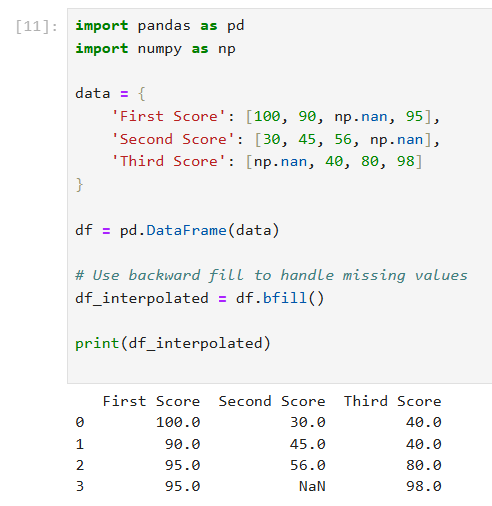 [11]: import pandas as pd
import numpy as np
data = {
    'First Score': [100, 90, np.nan, 95],
    'Second Score': [30, 45, 56, np.nan],
    'Third Score': [np.nan, 40, 80, 98]
}
df = pd.DataFrame(data)
# Use backward fill to handle missing values
df_interpolated = df.bfill()
print(df_interpolated)
   First Score  Second Score  Third Score
0        100.0          30.0         40.0
1         90.0          45.0         40.0
2         95.0          56.0         80.0
3         95.0           NaN         98.0